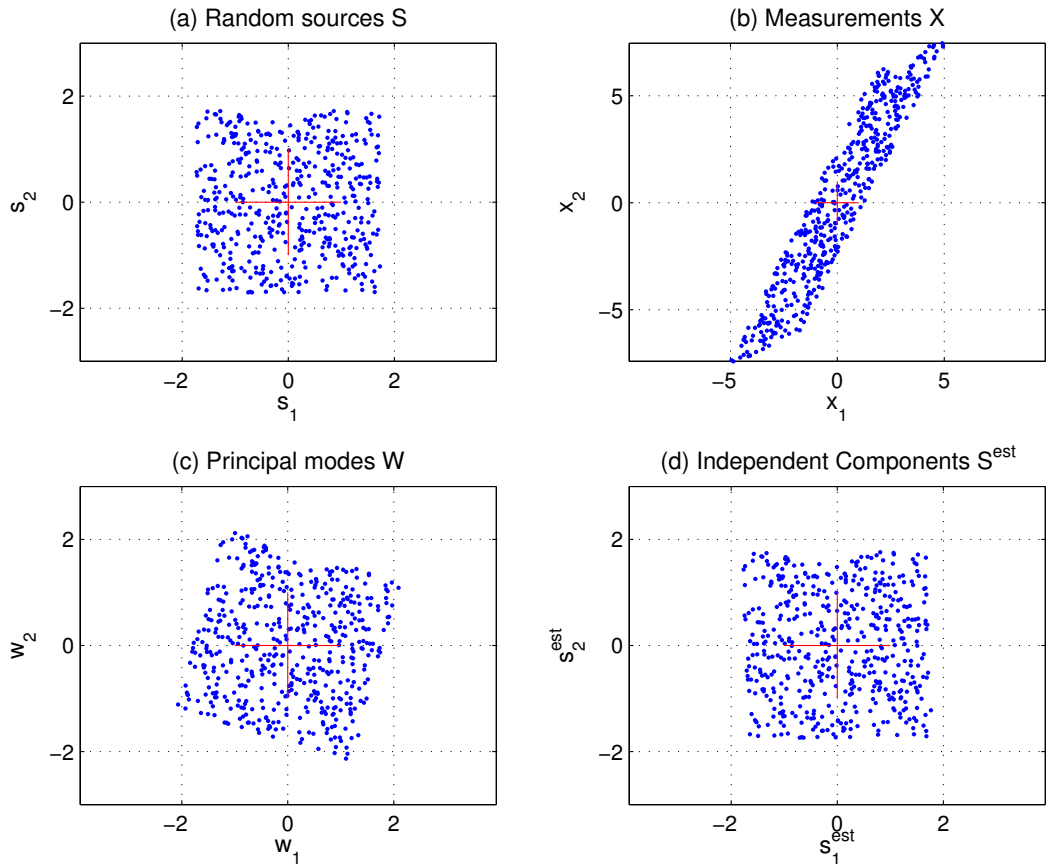 (a) Random sources S
2
0
−2
s2
−2 0 2
s1
(b) Measurements X
5
0
−5
x2
−5 0 5
x1
(c) Principal modes W
2
0
−2
w2
−2 0 2
w1
(d) Independent Components S^est
2
0
−2
s2^est
−2 0 2
s1^est